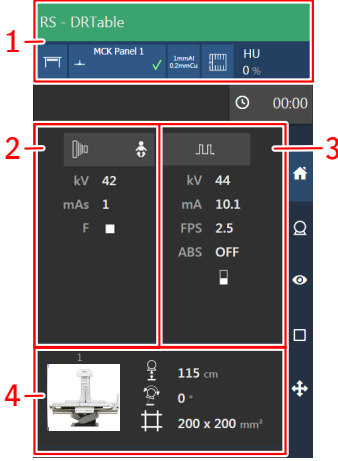 RS - DRTable
1
MCK Panel 1
1mmAl
0.2mmCu
HU
0 %
00:00
2
3
kV 42
mAs 1
F
kV 44
mA 10.1
FPS 2.5
ABS OFF
4
1
115 cm
0 °
200 x 200 mm²